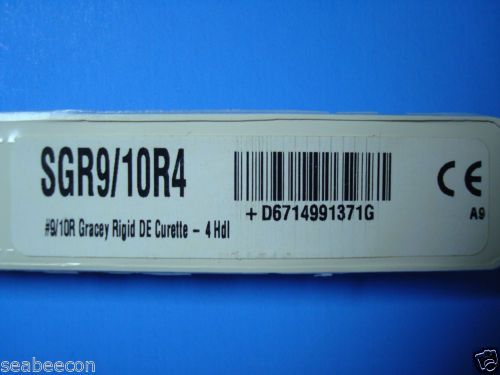 SGR9/10R4
#9/10R Gracey Rigid DE Curette - 4 Hdl
+D6714991371G
CE
A9
seabeecon